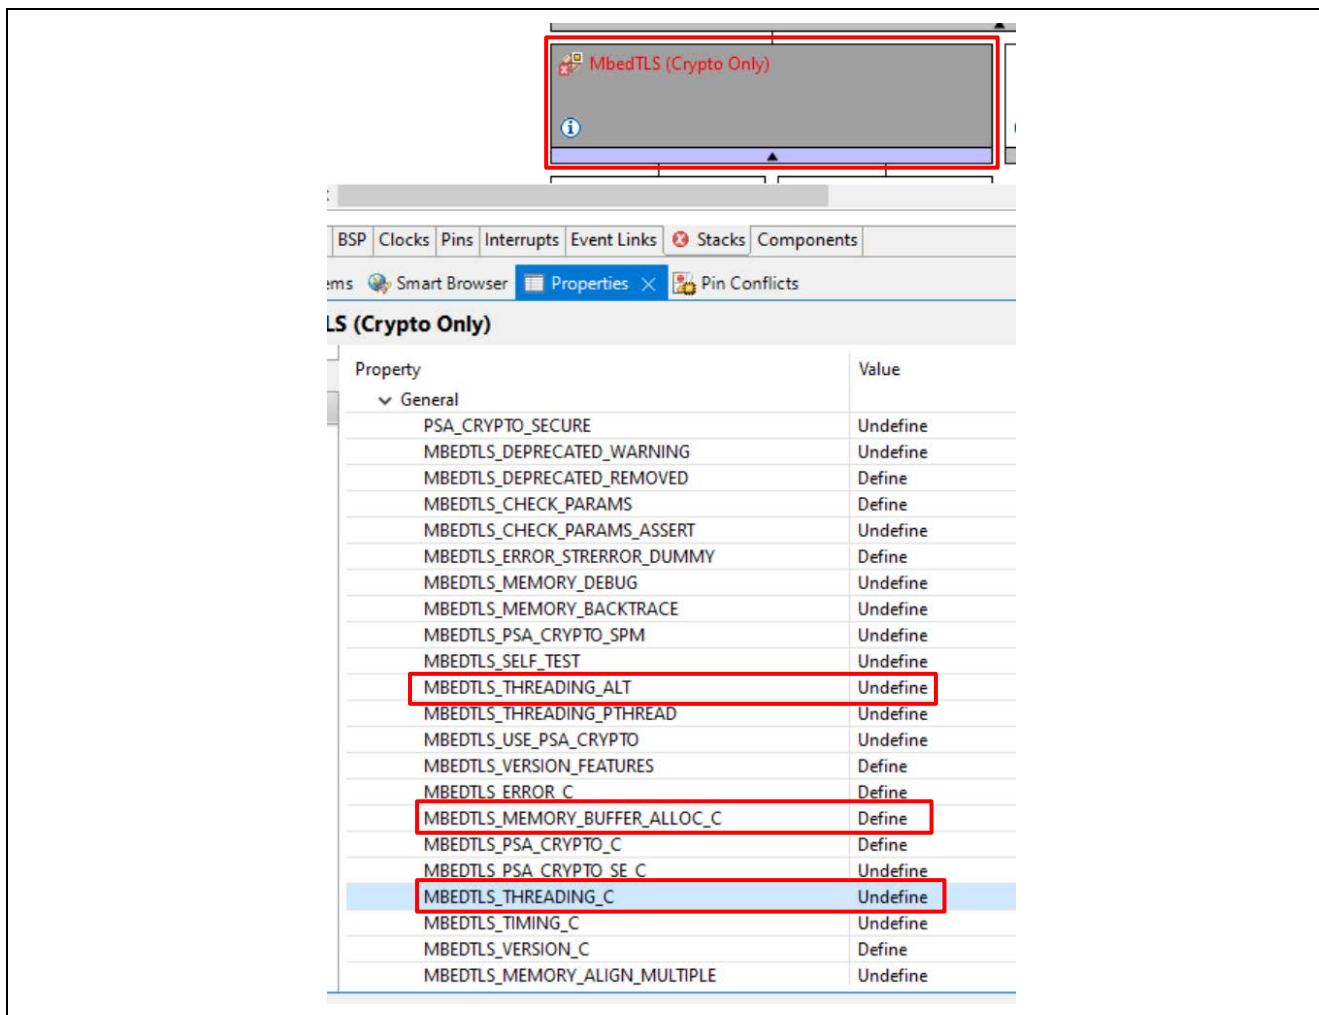 MbedTLS (Crypto Only)
BSP Clocks Pins Interrupts Event Links Stacks Components
Smart Browser Properties Pin Conflicts
(Crypto Only)
Property Value
General
PSA_CRYPTO_SECURE Undefine
MBEDTLS_DEPRECATED_WARNING Undefine
MBEDTLS_DEPRECATED_REMOVED Define
MBEDTLS_CHECK_PARAMS Define
MBEDTLS_CHECK_PARAMS_ASSERT Undefine
MBEDTLS_ERROR_STRERROR_DUMMY Define
MBEDTLS_MEMORY_DEBUG Undefine
MBEDTLS_MEMORY_BACKTRACE Undefine
MBEDTLS_PSA_CRYPTO_SPM Undefine
MBEDTLS_SELF_TEST Undefine
MBEDTLS_THREADING_ALT Undefine
MBEDTLS_THREADING_PTHREAD Undefine
MBEDTLS_USE_PSA_CRYPTO Undefine
MBEDTLS_VERSION_FEATURES Define
MBEDTLS_ERROR_C Define
MBEDTLS_MEMORY_BUFFER_ALLOC_C Define
MBEDTLS_PSA_CRYPTO_C Define
MBEDTLS_PSA_CRYPTO_SE_C Undefine
MBEDTLS_THREADING_C Undefine
MBEDTLS_TIMING_C Undefine
MBEDTLS_VERSION_C Define
MBEDTLS_MEMORY_ALIGN_MULTIPLE Undefine